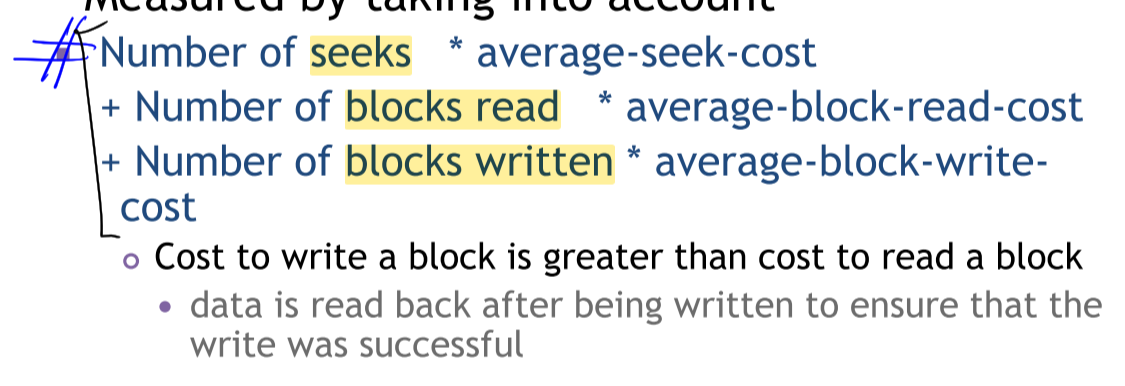 Measured by taking into account
Number of seeks * average-seek-cost
+ Number of blocks read * average-block-read-cost
+ Number of blocks written * average-block-write-
cost
Cost to write a block is greater than cost to read a block
data is read back after being written to ensure that the
write was successful